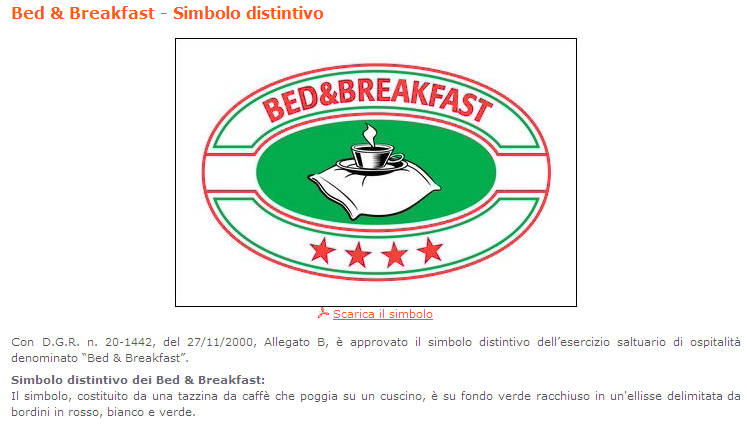 Bed & Breakfast - Simbolo distintivo
BED&BREAKFAST
Scarica il simbolo
Con D.G.R. n. 20-1442, del 27/11/2000, Allegato B, è approvato il simbolo distintivo dell’esercizio saltuario di ospitalità
denominato “Bed & Breakfast”.
Simbolo distintivo dei Bed & Breakfast:
Il simbolo, costituito da una tazzina da caffè che poggia su un cuscino, è su fondo verde racchiuso in un'ellisse delimitata da
bordini in rosso, bianco e verde.